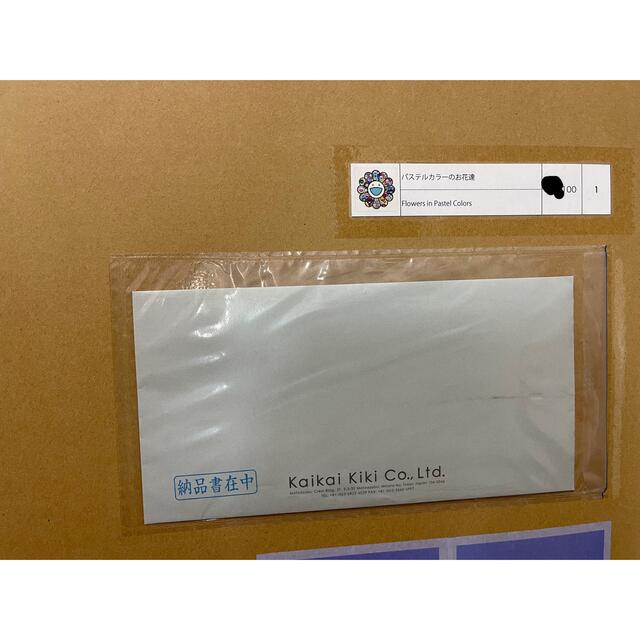 パステルカラーのお花達
Flowers in Pastel Colors
00
1
納品書在中
Kaikai Kiki Co., Ltd.